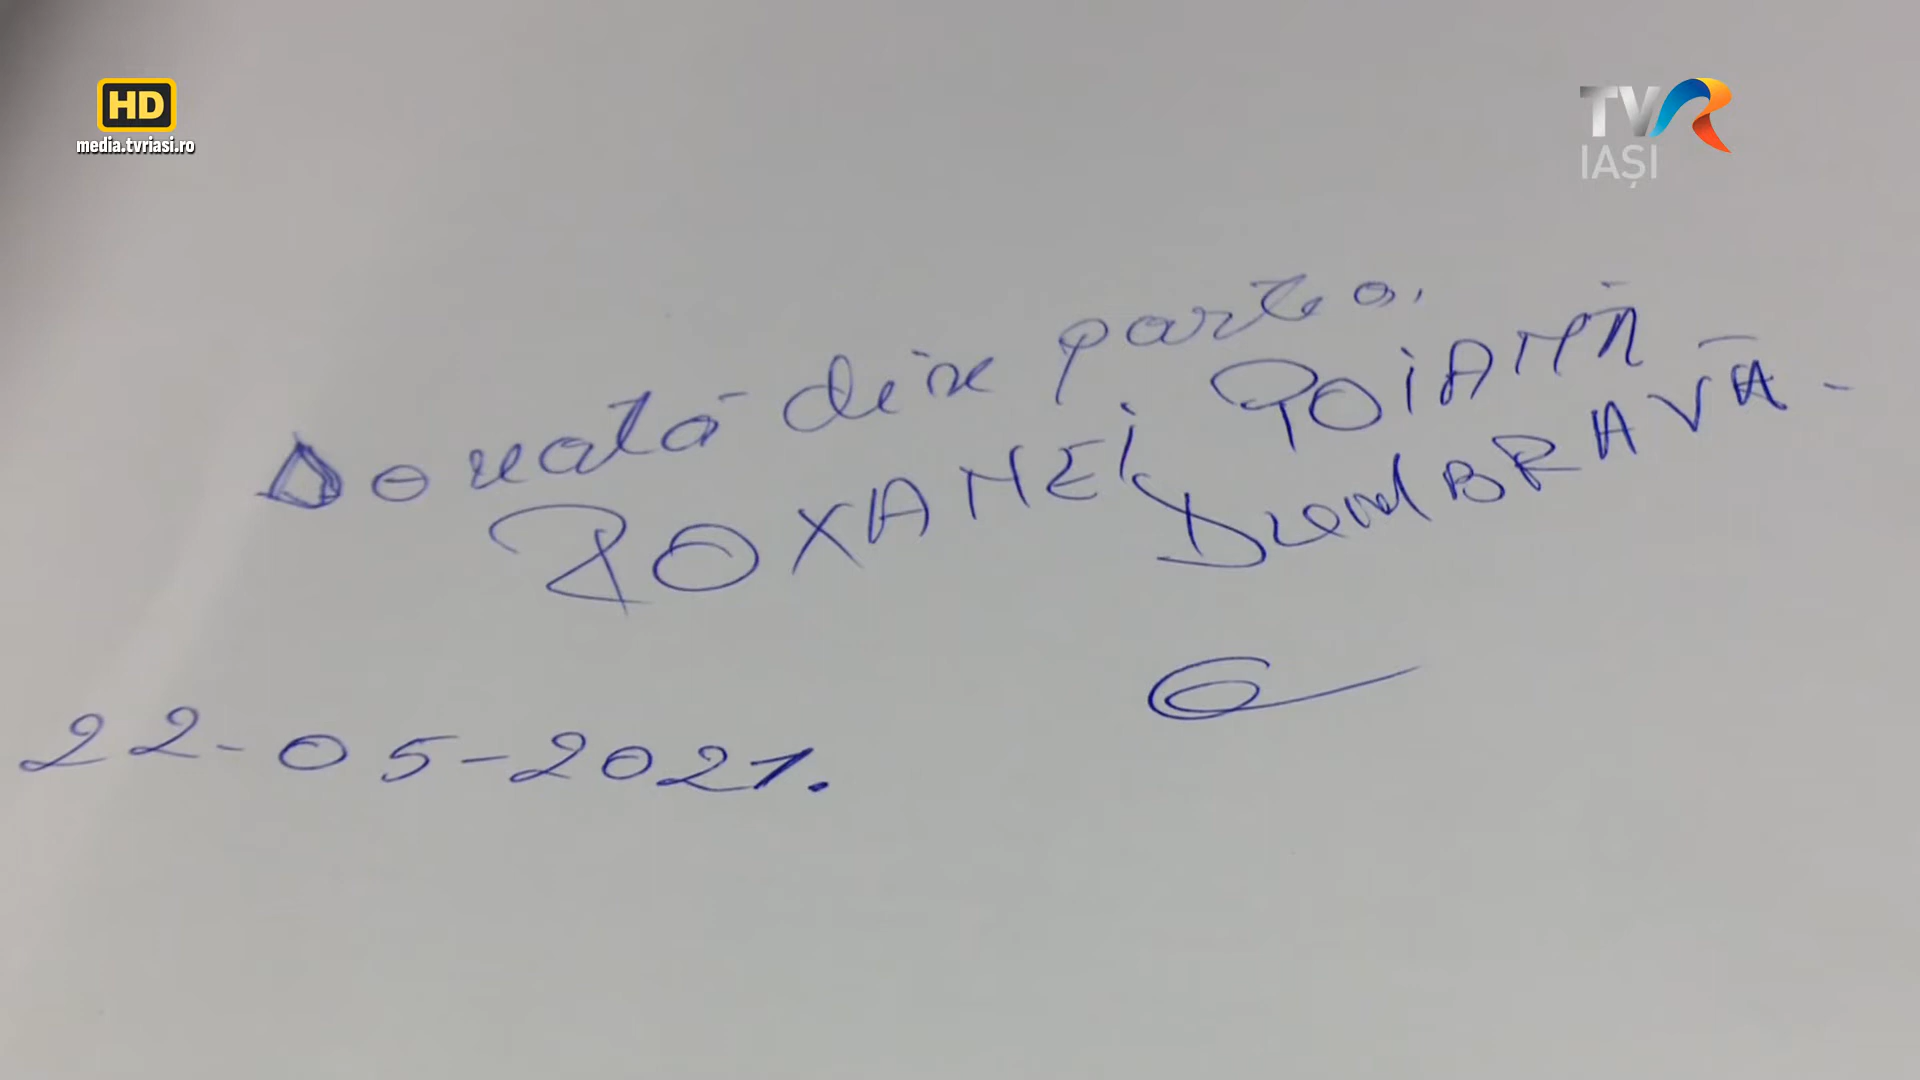 HD
media.tvriasi.ro
TVR
IAȘI
Donată din partea
ROXANEI POIANĂ
DumBRAVĂ-
22-05-2021.